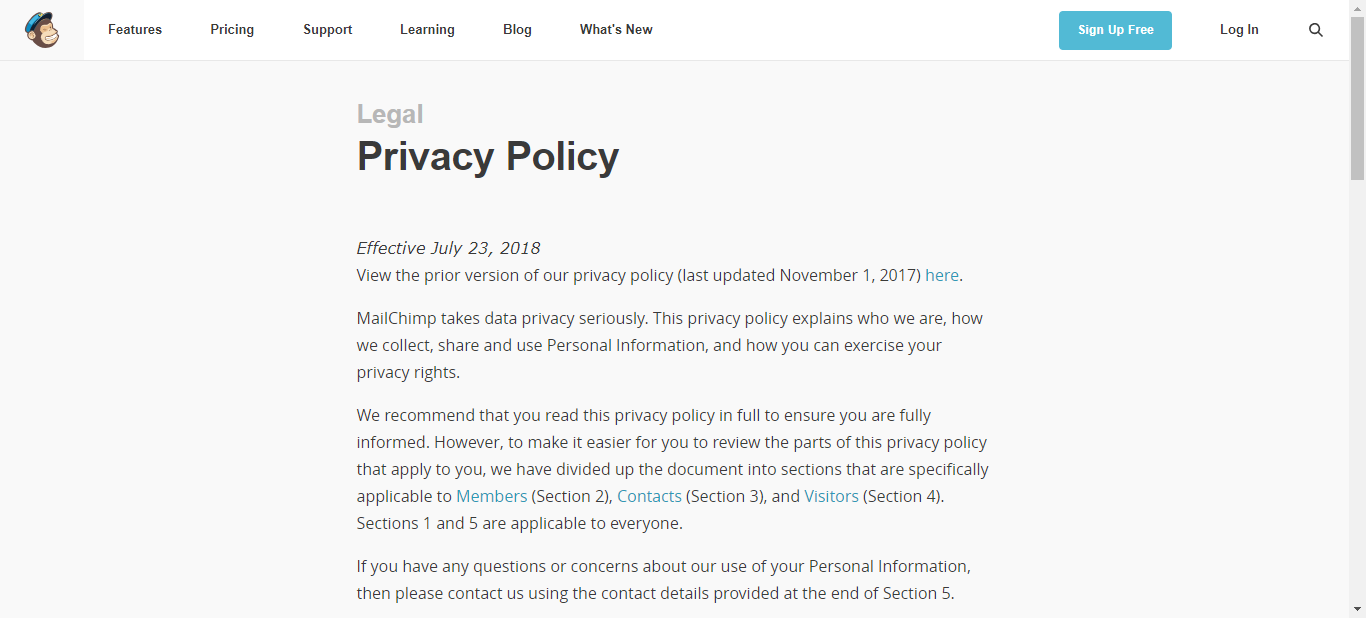 Features Pricing Support Learning Blog What's New Sign Up Free Log In
Legal
Privacy Policy
Effective July 23, 2018
View the prior version of our privacy policy (last updated November 1, 2017) here.
MailChimp takes data privacy seriously. This privacy policy explains who we are, how
we collect, share and use Personal Information, and how you can exercise your
privacy rights.
We recommend that you read this privacy policy in full to ensure you are fully
informed. However, to make it easier for you to review the parts of this privacy policy
that apply to you, we have divided up the document into sections that are specifically
applicable to Members (Section 2), Contacts (Section 3), and Visitors (Section 4).
Sections 1 and 5 are applicable to everyone.
If you have any questions or concerns about our use of your Personal Information,
then please contact us using the contact details provided at the end of Section 5.